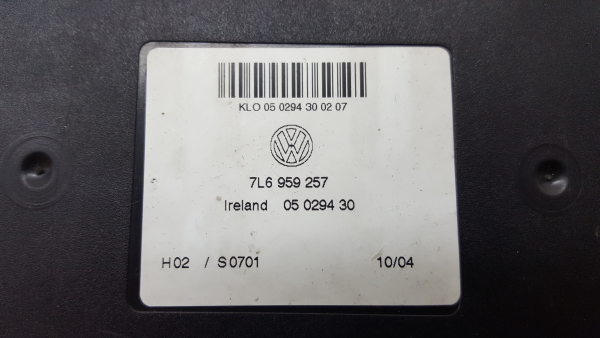 KLO 05 0294 30 02 07
7L6 959 257
Ireland 05 0294 30
H02 / S0701 10/04